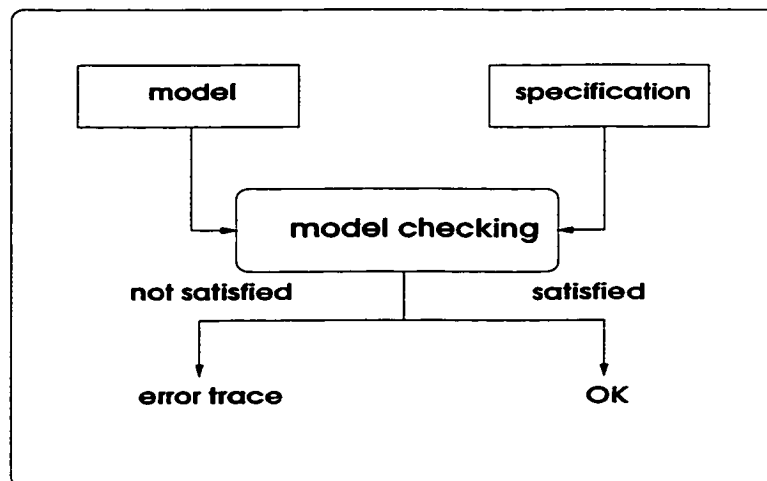 model
specification
model checking
not satisfied
satisfied
error trace
OK